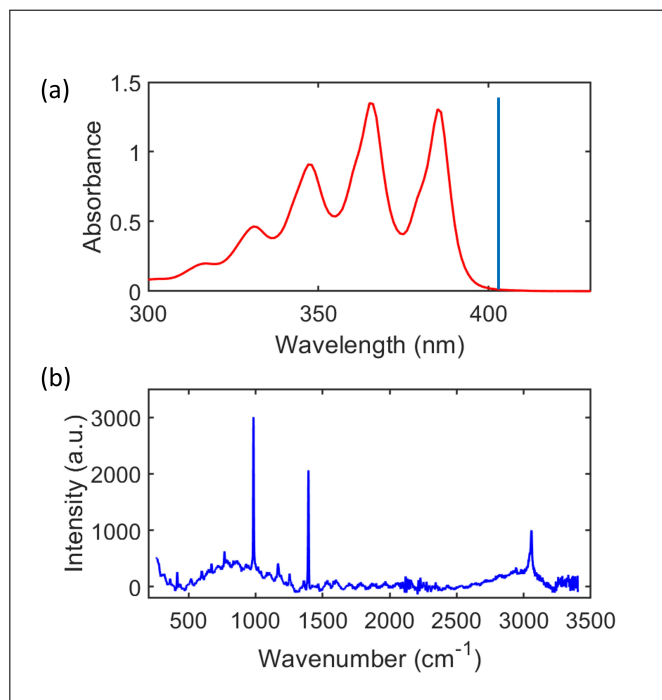 (a)
1.5
1
0.5
0
Absorbance
300
350
400
Wavelength (nm)
(b)
3000
2000
1000
0
Intensity (a.u.)
500 1000 1500 2000 2500 3000 3500
Wavenumber (cm-1)